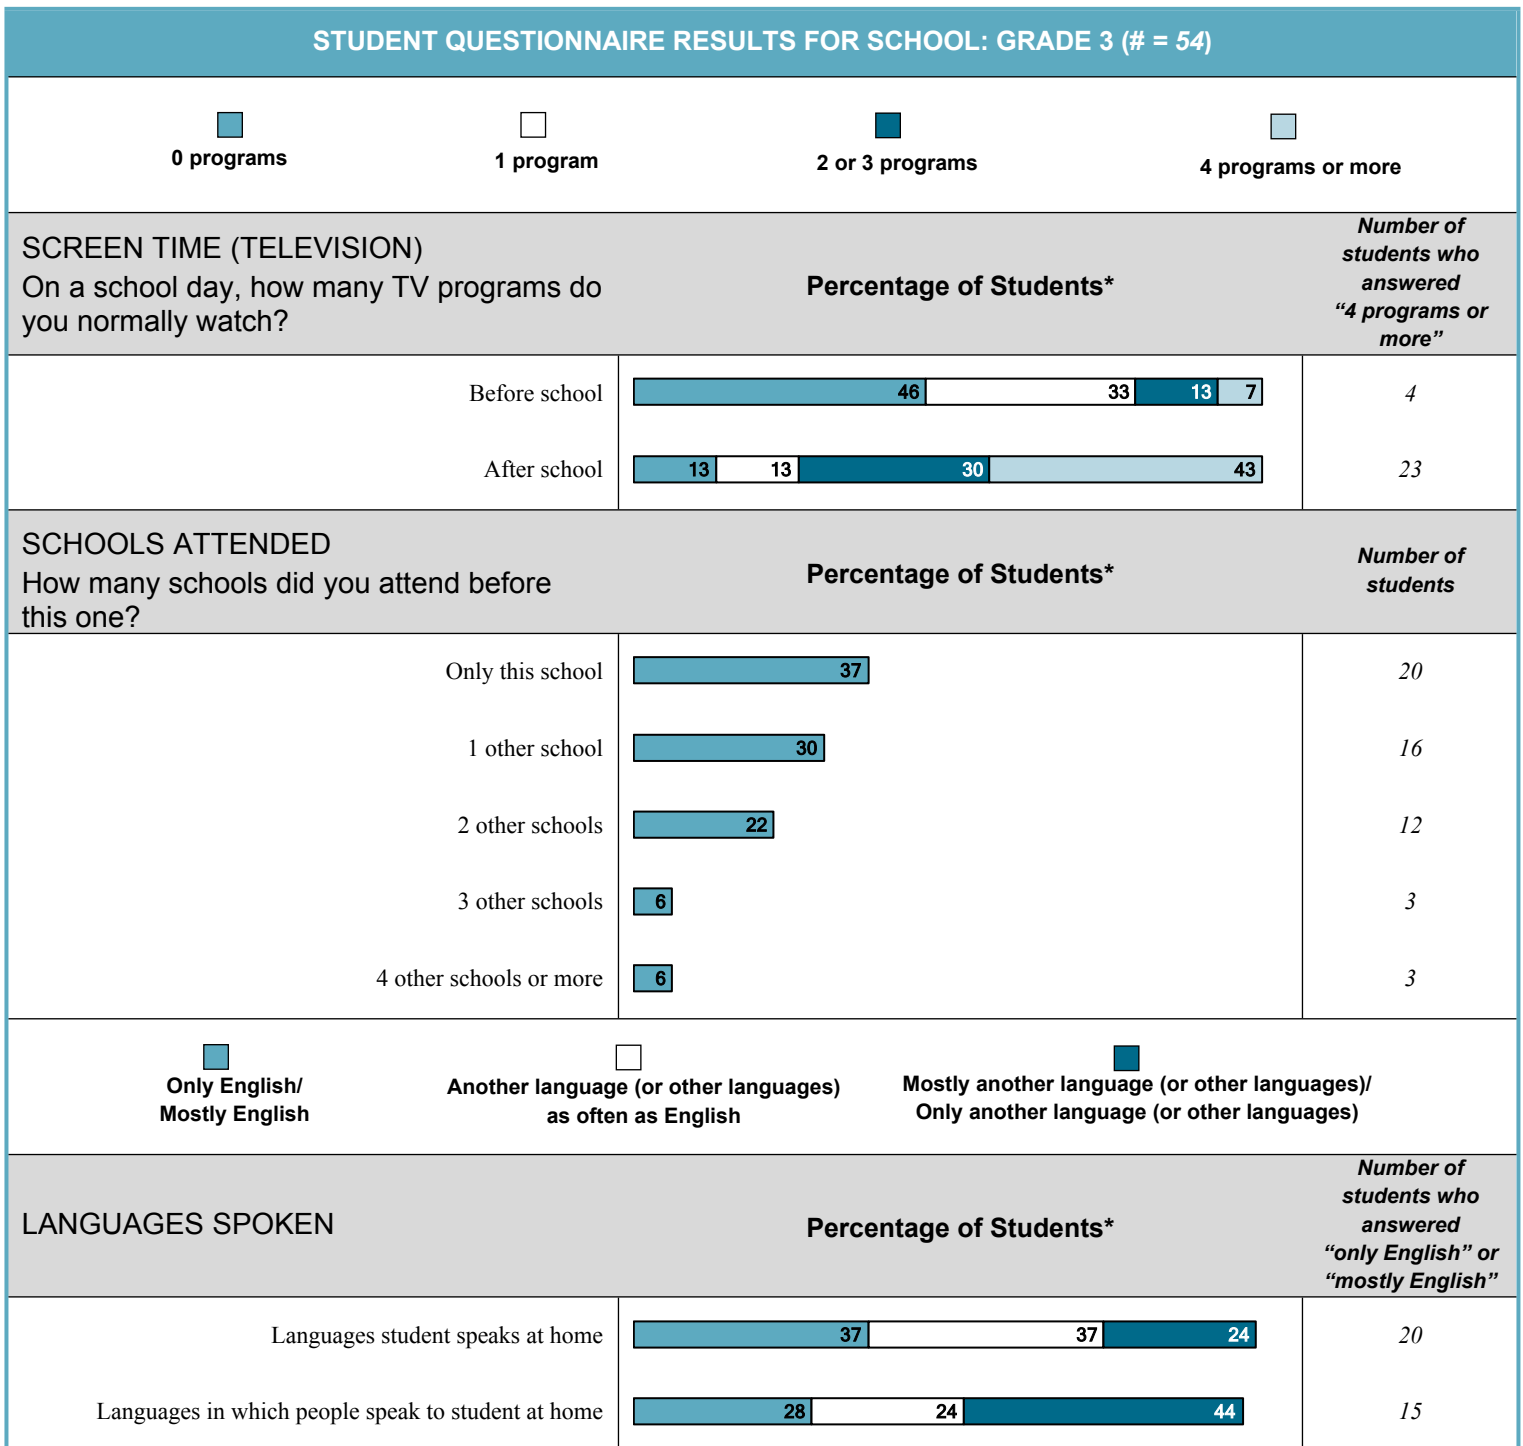 STUDENT QUESTIONNAIRE RESULTS FOR SCHOOL: GRADE 3 (# = 54)
0 programs
1 program
2 or 3 programs
4 programs or more
SCREEN TIME (TELEVISION)
On a school day, how many TV programs do
you normally watch?
Percentage of Students*
Number of
students who
answered
“4 programs or
more”
Before school
46 33 13 7
4
After school
13 13 30 43
23
SCHOOLS ATTENDED
How many schools did you attend before
this one?
Percentage of Students*
Number of
students
Only this school
37
20
1 other school
30
16
2 other schools
22
12
3 other schools
6
3
4 other schools or more
6
3
Only English/
Mostly English
Another language (or other languages)
as often as English
Mostly another language (or other languages)/
Only another language (or other languages)
LANGUAGES SPOKEN
Percentage of Students*
Number of
students who
answered
“only English” or
“mostly English”
Languages student speaks at home
37 37 24
20
Languages in which people speak to student at home
28 24 44
15